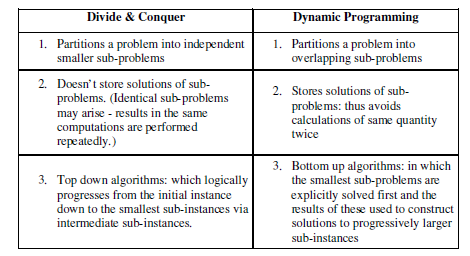 Divide & Conquer
Dynamic Programming
1. Partitions a problem into independent
smaller sub-problems
1. Partitions a problem into
overlapping sub-problems
2. Doesn't store solutions of sub-
problems. (Identical sub-problems
may arise - results in the same
computations are performed
repeatedly.)
2. Stores solutions of sub-
problems: thus avoids
calculations of same quantity
twice
3. Top down algorithms: which logically
progresses from the initial instance
down to the smallest sub-instances via
intermediate sub-instances.
3. Bottom up algorithms: in which
the smallest sub-problems are
explicitly solved first and the
results of these used to construct
solutions to progressively larger
sub-instances